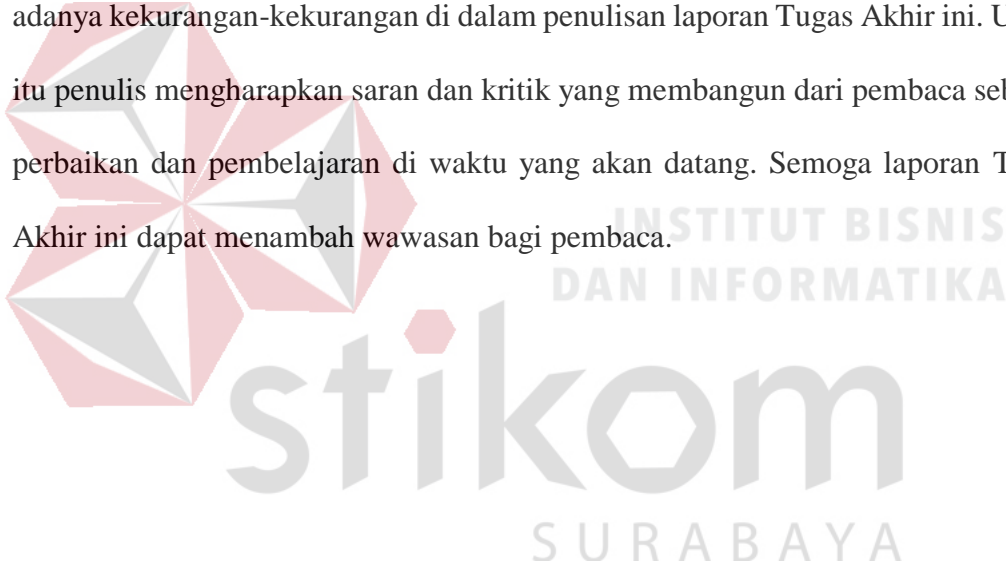 adanya kekurangan-kekurangan di dalam penulisan laporan Tugas Akhir ini. U
itu penulis mengharapkan saran dan kritik yang membangun dari pembaca seb
perbaikan dan pembelajaran di waktu yang akan datang. Semoga laporan T
Akhir ini dapat menambah wawasan bagi pembaca.
INSTITUT BISNIS
DAN INFORMATIKA
stikom
SURABAYA